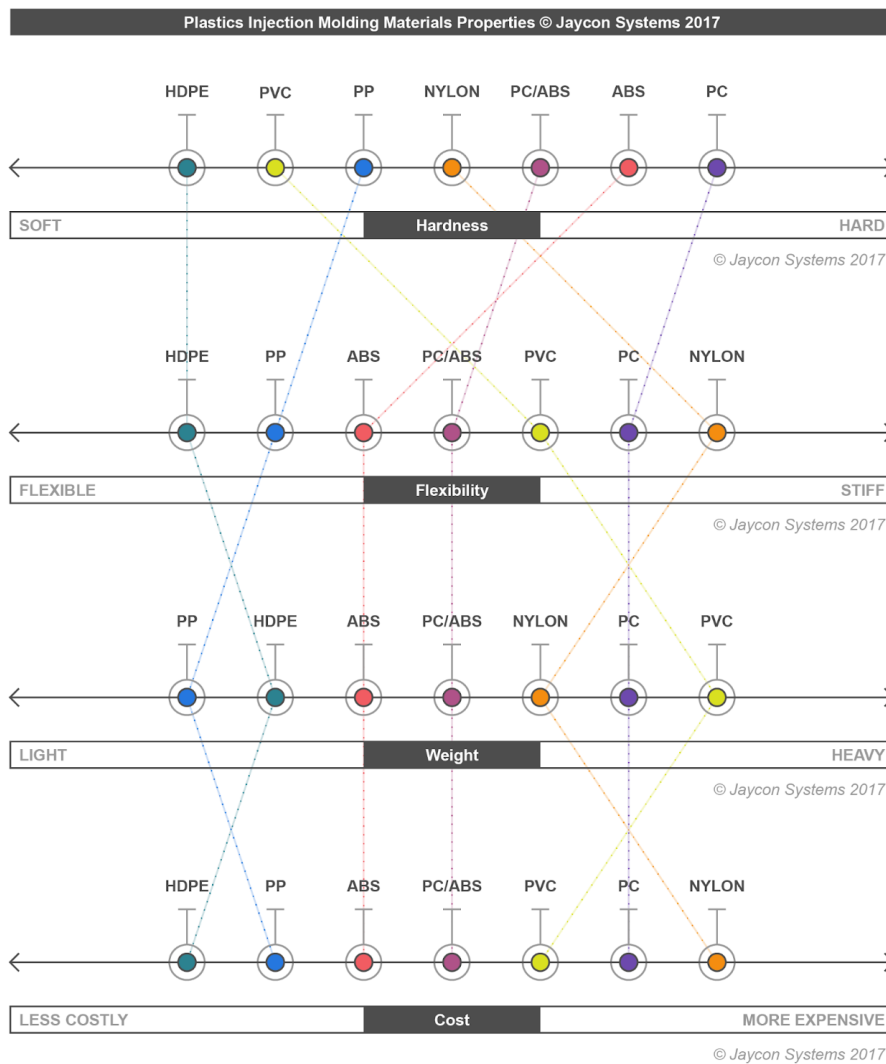 Plastics Injection Molding Materials Properties © Jaycon Systems 2017
HDPE PVC PP NYLON PC/ABS ABS PC
SOFT Hardness HARD
© Jaycon Systems 2017
HDPE PP ABS PC/ABS PVC PC NYLON
FLEXIBLE Flexibility STIFF
© Jaycon Systems 2017
PP HDPE ABS PC/ABS NYLON PC PVC
LIGHT Weight HEAVY
© Jaycon Systems 2017
HDPE PP ABS PC/ABS PVC PC NYLON
LESS COSTLY Cost MORE EXPENSIVE
© Jaycon Systems 2017